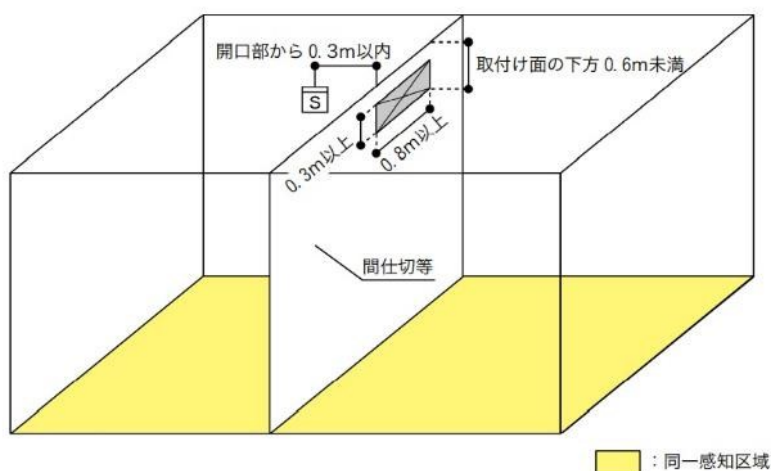 開口部から0.3m以内
取付け面の下方0.6m未満
S
0.3m以上
0.8m以上
間仕切等
：同一感知区域